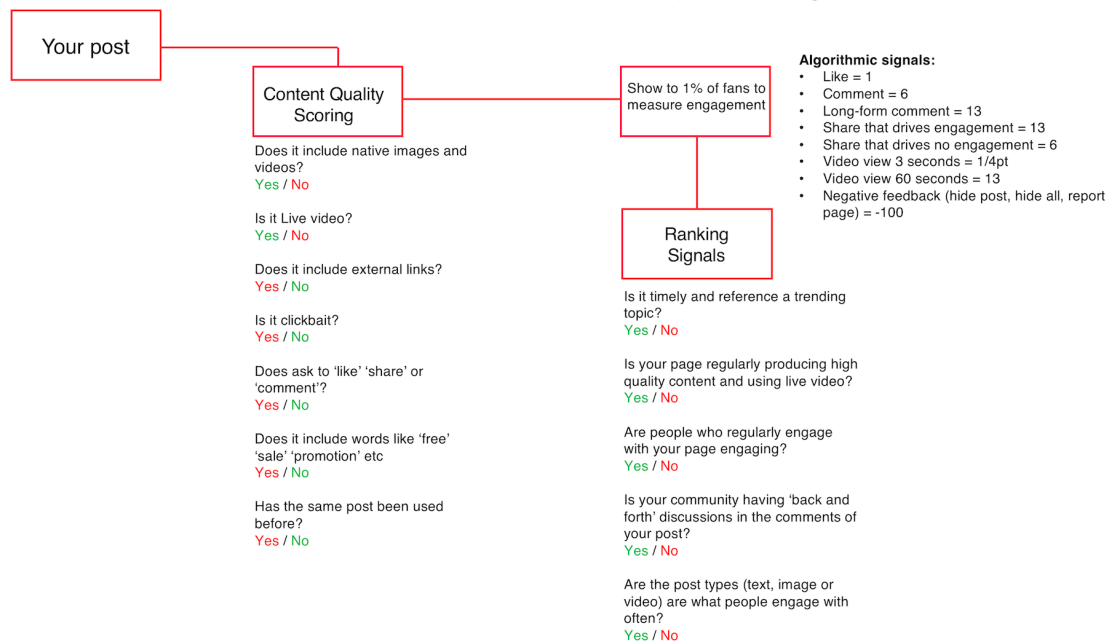 Your post
Content Quality
Scoring
Does it include native images and
videos?
Yes / No
Is it Live video?
Yes / No
Does it include external links?
Yes / No
Is it clickbait?
Yes / No
Does ask to ‘like’ ‘share’ or
‘comment’?
Yes / No
Does it include words like ‘free’
‘sale’ ‘promotion’ etc
Yes / No
Has the same post been used
before?
Yes / No
Show to 1% of fans to
measure engagement
Ranking
Signals
Is it timely and reference a trending
topic?
Yes / No
Is your page regularly producing high
quality content and using live video?
Yes / No
Are people who regularly engage
with your page engaging?
Yes / No
Is your community having ‘back and
forth’ discussions in the comments of
your post?
Yes / No
Are the post types (text, image or
video) are what people engage with
often?
Yes / No
Algorithmic signals:
• Like = 1
• Comment = 6
• Long-form comment = 13
• Share that drives engagement = 13
• Share that drives no engagement = 6
• Video view 3 seconds = 1/4pt
• Video view 60 seconds = 13
• Negative feedback (hide post, hide all, report
page) = -100